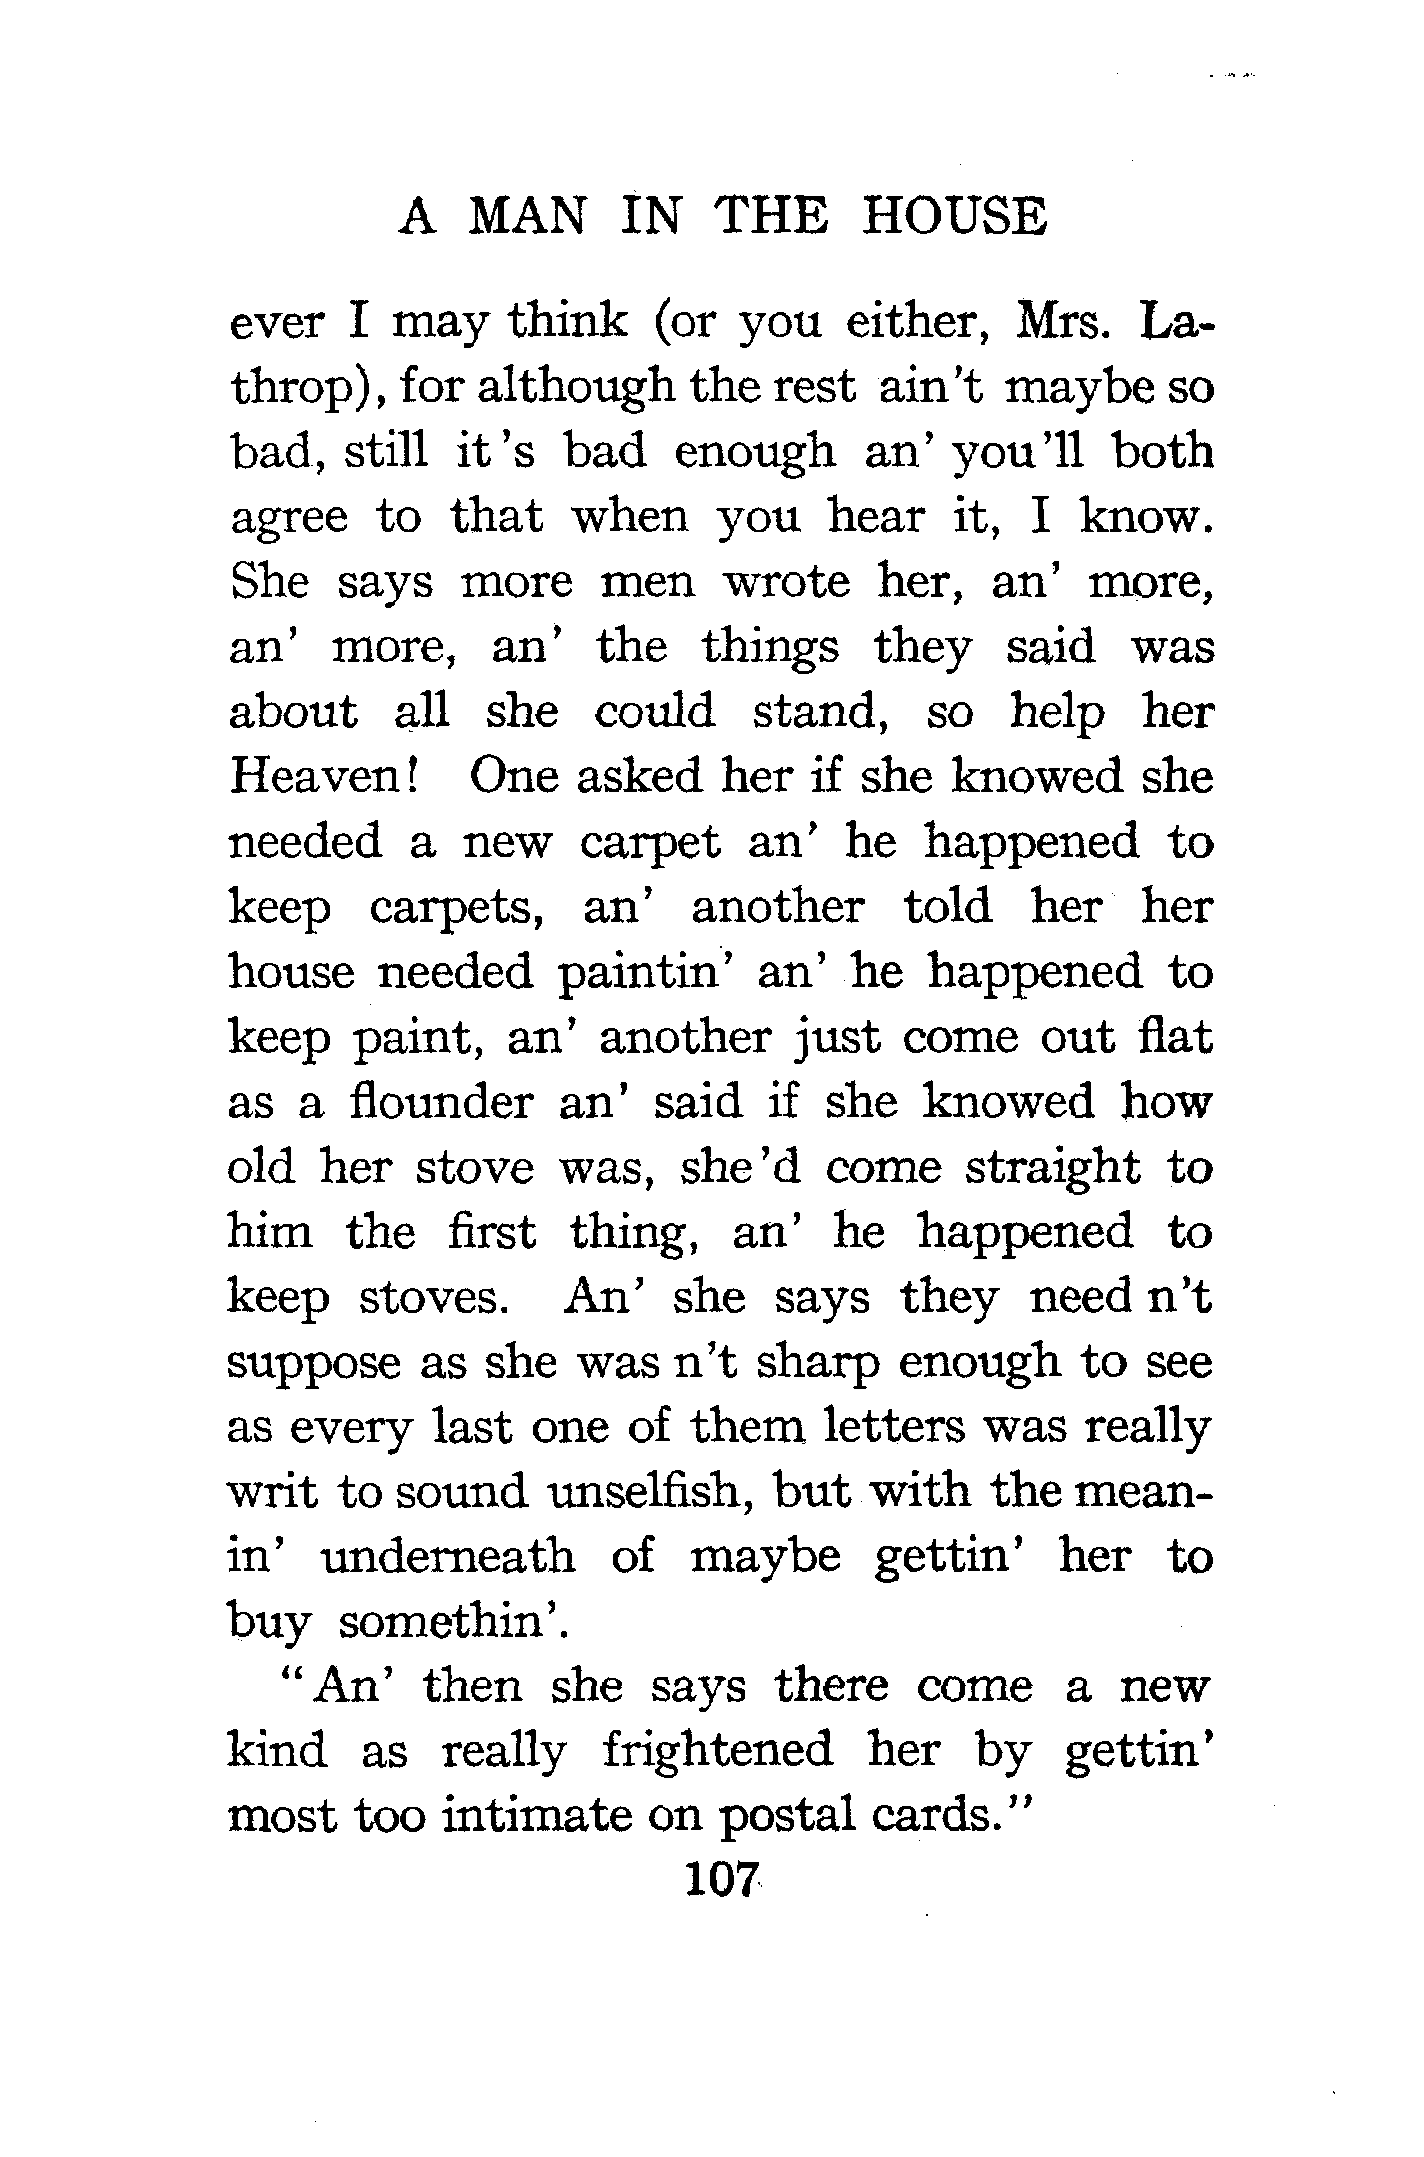 A MAN IN THE HOUSE
ever I may think (or you either, Mrs. La-
throp), for although the rest ain't maybe so
bad, still it 's bad enough an' you 'll both
agree to that when you hear it, I know.
She says more men wrote her, an' more,
an' more, an' the things they said was
about all she could stand, so help her
Heaven! One asked her if she knowed she
needed a new carpet an' he happened to
keep carpets, an' another told her her
house needed paintin' an' he happened to
keep paint, an' another just come out flat
as a flounder an' said if she knowed how
old her stove was, she 'd come straight to
him the first thing, an' he happened to
keep stoves. An' she says they need n't
suppose as she was n't sharp enough to see
as every last one of them letters was really
writ to sound unselfish, but with the mean-
in' underneath of maybe gettin' her to
buy somethin'.
"An' then she says there come a new
kind as really frightened her by gettin'
most too intimate on postal cards."
107